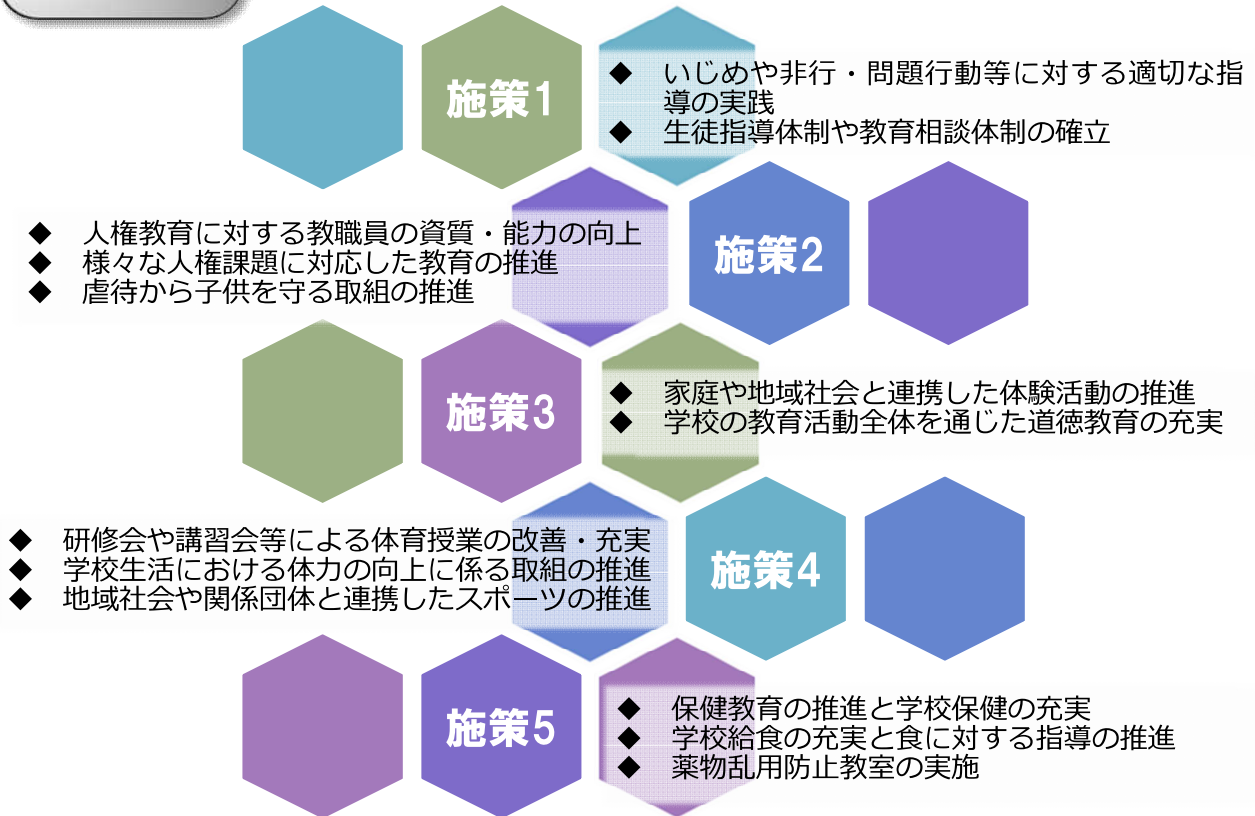 施策1
◆ いじめや非行・問題行動等に対する適切な指
導の実践
◆ 生徒指導体制や教育相談体制の確立
施策2
◆ 人権教育に対する教職員の資質・能力の向上
◆ 様々な人権課題に対応した教育の推進
◆ 虐待から子供を守る取組の推進
施策3
◆ 家庭や地域社会と連携した体験活動の推進
◆ 学校の教育活動全体を通じた道徳教育の充実
施策4
◆ 研修会や講習会等による体育授業の改善・充実
◆ 学校生活における体力の向上に係る取組の推進
◆ 地域社会や関係団体と連携したスポーツの推進
施策5
◆ 保健教育の推進と学校保健の充実
◆ 学校給食の充実と食に対する指導の推進
◆ 薬物乱用防止教室の実施